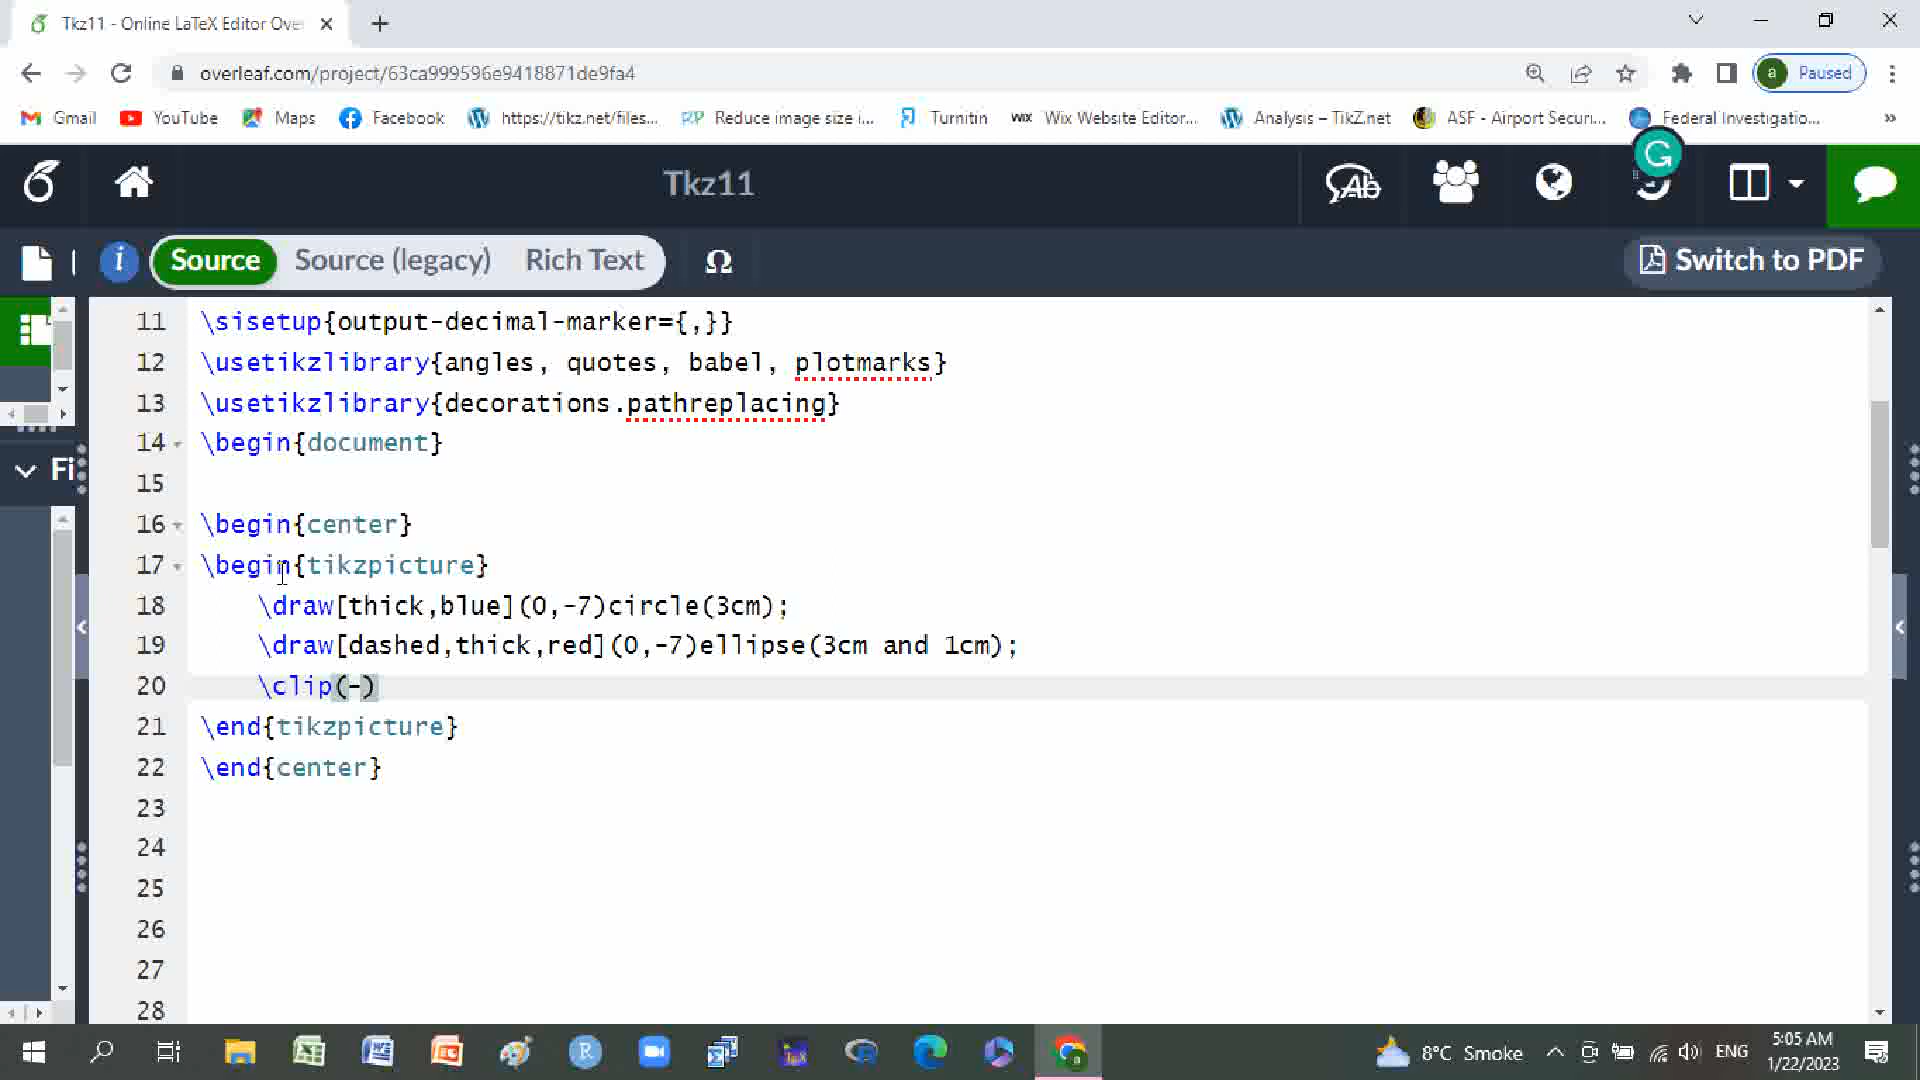 Tkz11 - Online LaTeX Editor Over
overleaf.com/project/63ca999596e9418871de9fa4
a Paused
Gmail YouTube Maps Facebook https://tikz.net/files... Reduce image size i... Turnitin WIX Wix Website Editor... Analysis – TikZ.net ASF - Airport Securi... Federal Investigatio... »
Tkz11
Source Source (legacy) Rich Text Ω Switch to PDF
11 \sisetup{output-decimal-marker={,}}
12 \usetikzlibrary{angles, quotes, babel, plotmarks}
13 \usetikzlibrary{decorations.pathreplacing}
14 \begin{document}
Fi
15
16 \begin{center}
17 \begin{tikzpicture}
18 \draw[thick,blue](0,-7)circle(3cm);
19 \draw[dashed,thick,red](0,-7)ellipse(3cm and 1cm);
20 \clip(-)
21 \end{tikzpicture}
22 \end{center}
23
24
25
26
27
28
8°C Smoke ENG 5:05 AM
1/22/2023